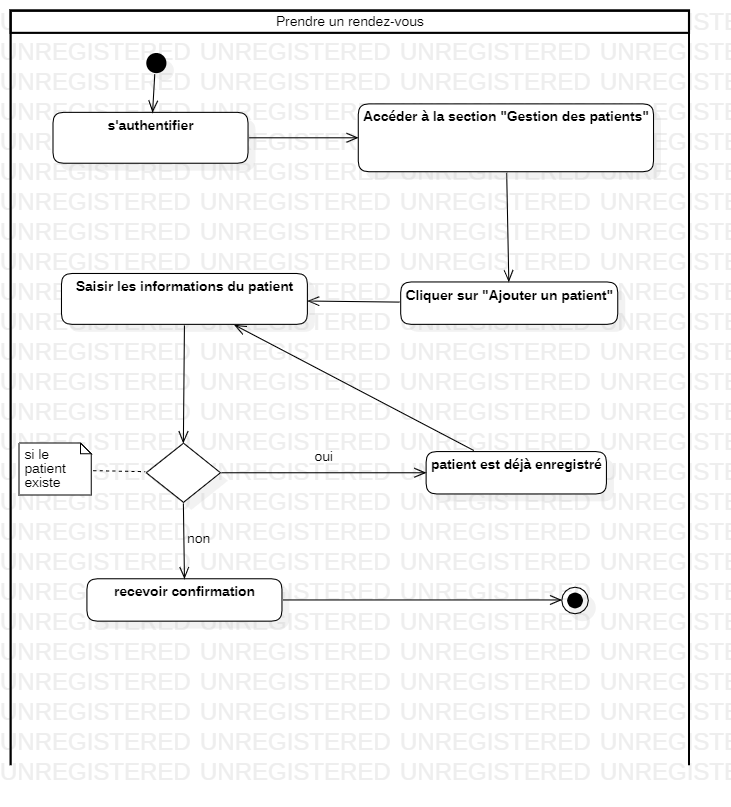 Prendre un rendez-vous
s'authentifier
Accéder à la section "Gestion des patients"
Saisir les informations du patient
Cliquer sur "Ajouter un patient"
si le
patient
existe
oui
patient est déjà enregistré
non
recevoir confirmation
UNREGISTERED